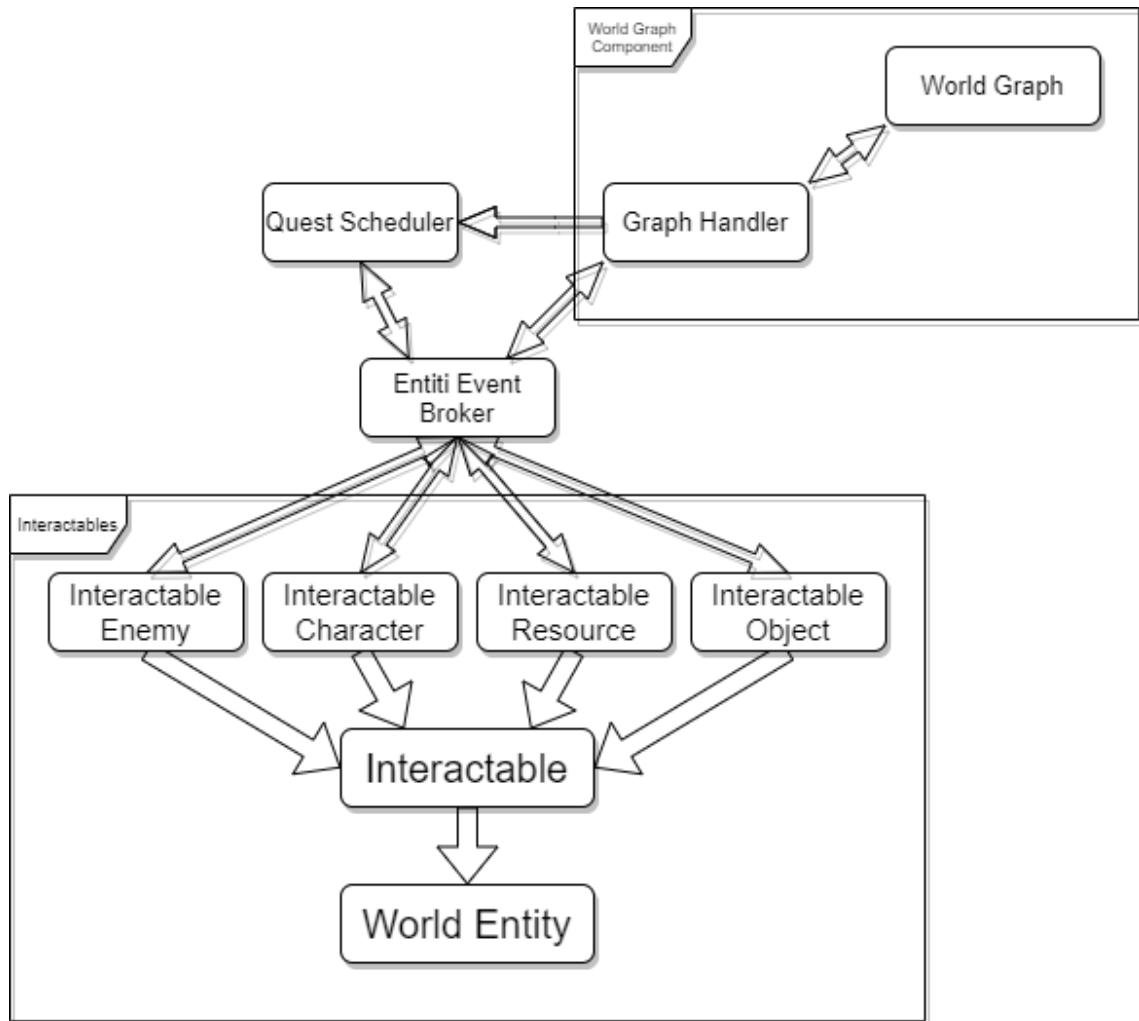 World Graph
Component
World Graph
Quest Scheduler
Graph Handler
Entiti Event
Broker
Interactables
Interactable
Enemy
Interactable
Character
Interactable
Resource
Interactable
Object
Interactable
World Entity